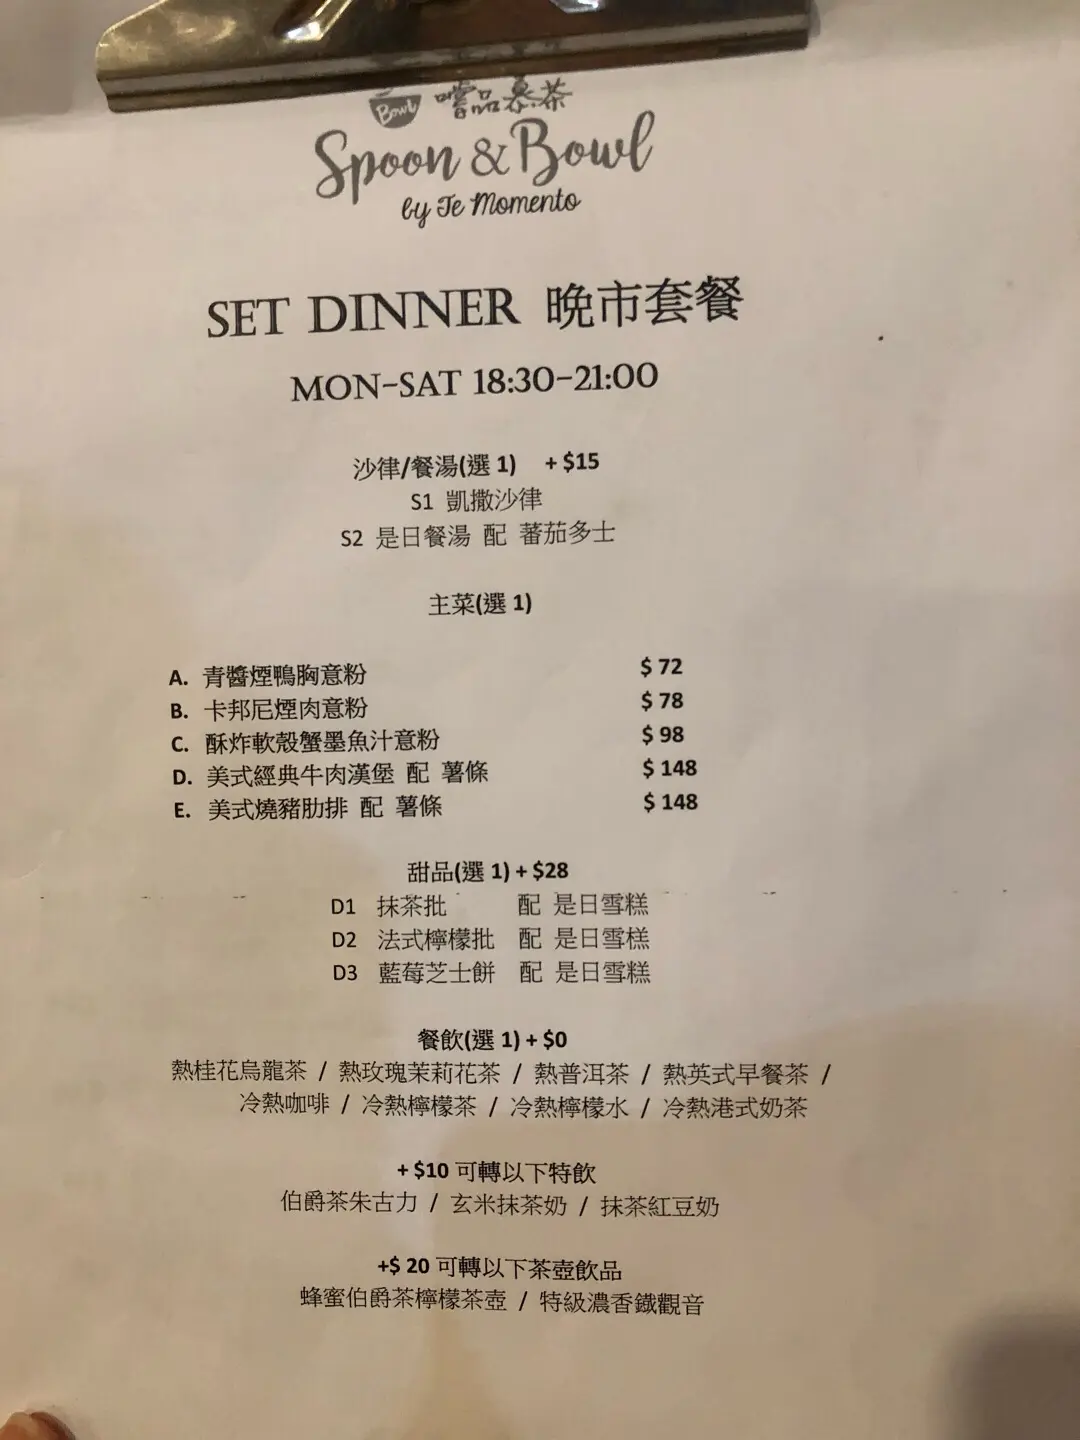 Bowl 嚐品慕茶
Spoon & Bowl
by Te Momento
SET DINNER 晚市套餐
MON-SAT 18:30-21:00
沙律/餐湯(選 1) + $15
S1 凱撒沙律
S2 是日餐湯 配 蕃茄多士
主菜(選 1)
A. 青醬煙鴨胸意粉 $ 72
B. 卡邦尼煙肉意粉 $ 78
C. 酥炸軟殼蟹墨魚汁意粉 $ 98
D. 美式經典牛肉漢堡 配 薯條 $ 148
E. 美式燒豬肋排 配 薯條 $ 148
甜品(選 1) + $28
D1 抹茶批 配 是日雪糕
D2 法式檸檬批 配 是日雪糕
D3 藍莓芝士餅 配 是日雪糕
餐飲(選 1) + $0
熱桂花烏龍茶 / 熱玫瑰茉莉花茶 / 熱普洱茶 / 熱英式早餐茶 /
冷熱咖啡 / 冷熱檸檬茶 / 冷熱檸檬水 / 冷熱港式奶茶
+ $10 可轉以下特飲
伯爵茶朱古力 / 玄米抹茶奶 / 抹茶紅豆奶
+$ 20 可轉以下茶壺飲品
蜂蜜伯爵茶檸檬茶壺 / 特級濃香鐵觀音